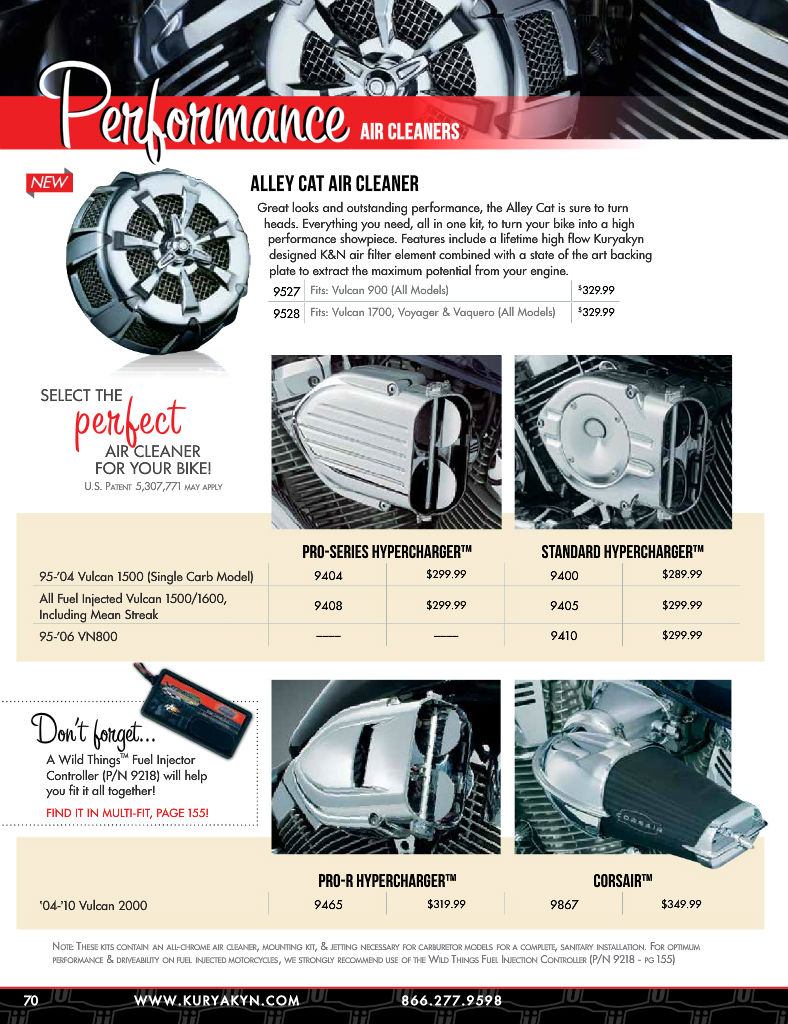 Performance AIR CLEANERS
NEW
ALLEY CAT AIR CLEANER
Great looks and outstanding performance, the Alley Cat is sure to turn
heads. Everything you need, all in one kit, to turn your bike into a high
performance showpiece. Features include a lifetime high flow Kuryakyn
designed K&N air filter element combined with a state of the art backing
plate to extract the maximum potential from your engine.
9527 Fits: Vulcan 900 (All Models) $329.99
9528 Fits: Vulcan 1700, Voyager & Vaquero (All Models) $329.99
SELECT THE
perfect
AIR CLEANER
FOR YOUR BIKE!
U.S. PATENT 5,307,771 MAY APPLY
PRO-SERIES HYPERCHARGER™ STANDARD HYPERCHARGER™
95-'04 Vulcan 1500 (Single Carb Model) 9404 $299.99 9400 $289.99
All Fuel Injected Vulcan 1500/1600,
Including Mean Streak 9408 $299.99 9405 $299.99
95-'06 VN800 —— —— 9410 $299.99
Don't forget...
A Wild Things™ Fuel Injector
Controller (P/N 9218) will help
you fit it all together!
FIND IT IN MULTI-FIT, PAGE 155!
CORSAIR
PRO-R HYPERCHARGER™ CORSAIR™
'04-'10 Vulcan 2000 9465 $319.99 9867 $349.99
NOTE: THESE KITS CONTAIN AN ALL-CHROME AIR CLEANER, MOUNTING KIT, & JETTING NECESSARY FOR CARBURETOR MODELS FOR A COMPLETE, SANITARY INSTALLATION. FOR OPTIMUM
PERFORMANCE & DRIVEABILITY ON FUEL INJECTED MOTORCYCLES, WE STRONGLY RECOMMEND USE OF THE WILD THINGS FUEL INJECTION CONTROLLER (P/N 9218 - PG 155)
70 WWW.KURYAKYN.COM 866.277.9598